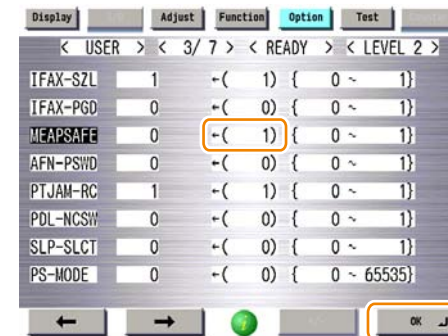 Display Adjust Function Option Test
< USER > < 3/ 7 > < READY > < LEVEL 2 >
IFAX-SZL 1 ←( 1) { 0 ~ 1}
IFAX-PGD 0 ←( 0) { 0 ~ 1}
MEAPSAFE 0 ←( 1) { 0 ~ 1}
AFN-PSWD 0 ←( 0) { 0 ~ 1}
PTJAM-RC 1 ←( 1) { 0 ~ 1}
PDL-NCSW 0 ←( 0) { 0 ~ 1}
SLP-SLCT 0 ←( 0) { 0 ~ 1}
PS-MODE 0 ←( 0) { 0 ~ 65535}
← → i OK